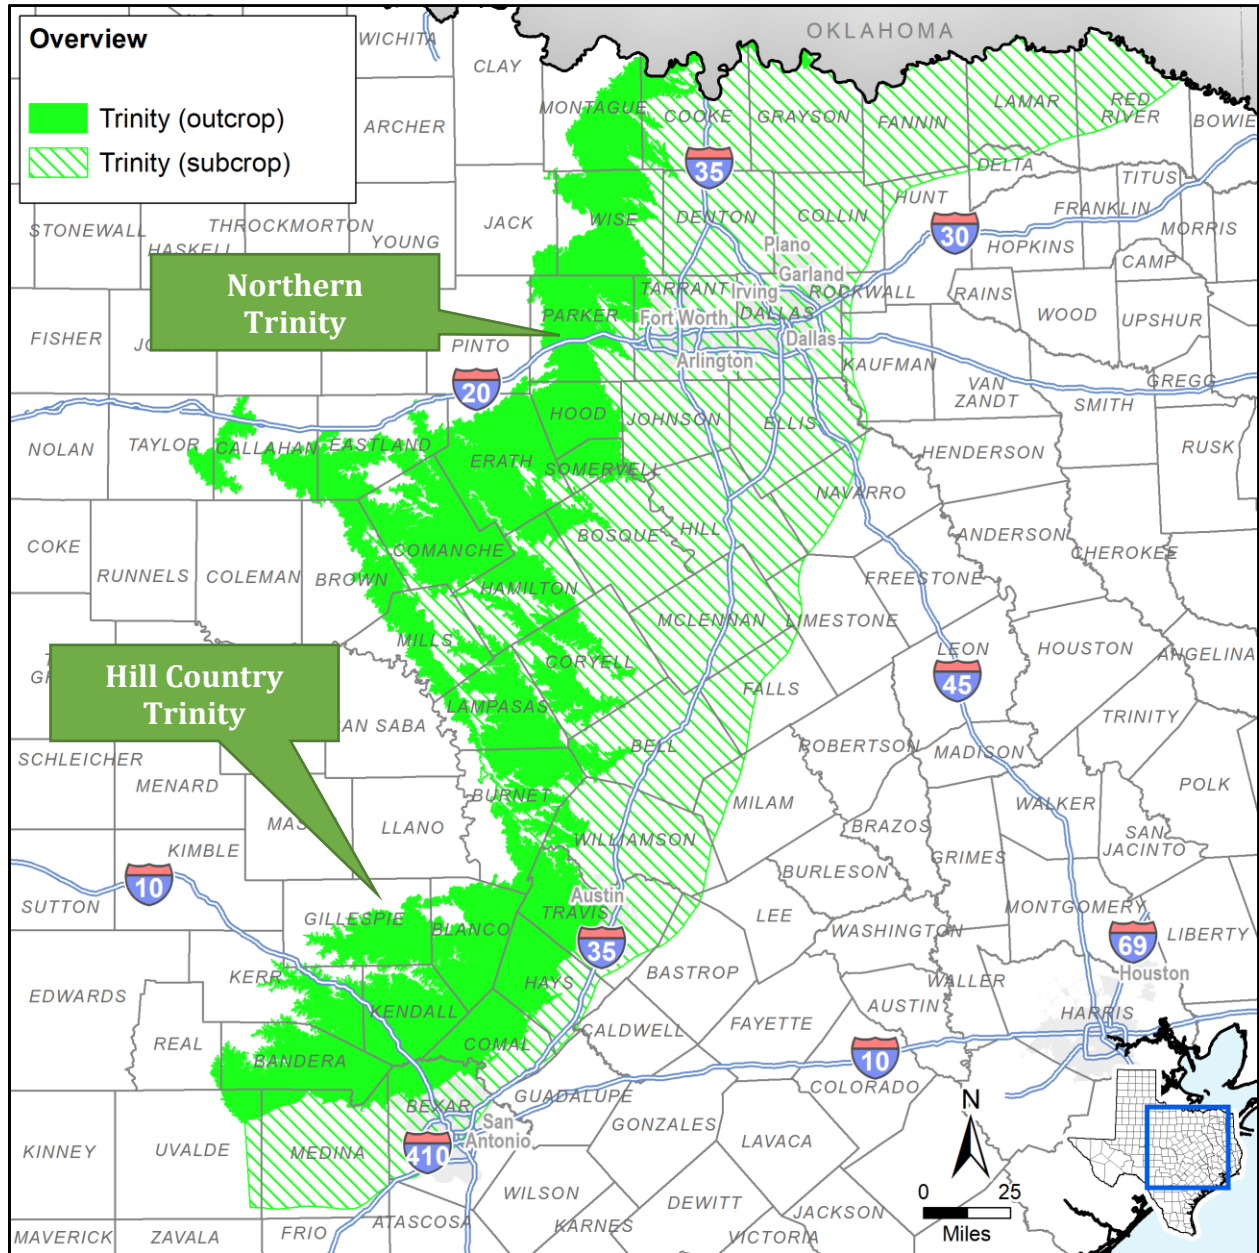 Overview
Trinity (outcrop)
Trinity (subcrop)
OKLAHOMA
WICHITA
CLAY
MONTAGUE
COOKE
GRAYSON
FANNIN
LAMAR
RED
RIVER
BOWIE
ARCHER
35
DELTA
TITUS
STONEWALL
HASKELL
THROCKMORTON
YOUNG
JACK
WISE
DENTON
COLLIN
HUNT
30
HOPKINS
FRANKLIN
MORRIS
CAMP
Plano
Garland
Northern
Trinity
TARRANT
Irving
ROCKWALL
RAINS
WOOD
UPSHUR
FISHER
PINTO
PARKER
Fort Worth
DALLAS
Dallas
Arlington
KAUFMAN
VAN
ZANDT
GREGG
SMITH
20
NOLAN
TAYLOR
CALLAHAN
EASTLAND
HOOD
JOHNSON
ELLIS
ERATH
SOMERVELL
HENDERSON
RUSK
NAVARRO
COKE
RUNNELS
COLEMAN
BROWN
COMANCHE
BOSQUE
HILL
ANDERSON
CHEROKEE
HAMILTON
FREESTONE
MCLENNAN
LIMESTONE
MILLS
CORYELL
LEON
HOUSTON
ANGELINA
45
Hill Country
Trinity
SAN SABA
LAMPASAS
FALLS
TRINITY
BELL
ROBERTSON
MADISON
SCHLEICHER
MENARD
LLANO
BURNET
MILAM
WALKER
POLK
KIMBLE
WILLIAMSON
BRAZOS
GRIMES
SAN
JACINTO
10
SUTTON
GILLESPIE
BLANCO
Austin
TRAVIS
LEE
BURLESON
WASHINGTON
MONTGOMERY
LIBERTY
35
69
Houston
EDWARDS
KERR
KENDALL
HAYS
BASTROP
WALLER
AUSTIN
HARRIS
REAL
BANDERA
COMAL
CALDWELL
FAYETTE
10
COLORADO
KINNEY
UVALDE
MEDINA
BEXAR
San
Antonio
410
GUADALUPE
GONZALES
LAVACA
N
0
25
Miles
MAVERICK
ZAVALA
FRIO
ATASCOSA
WILSON
KARNES
DEWITT
VICTORIA
JACKSON